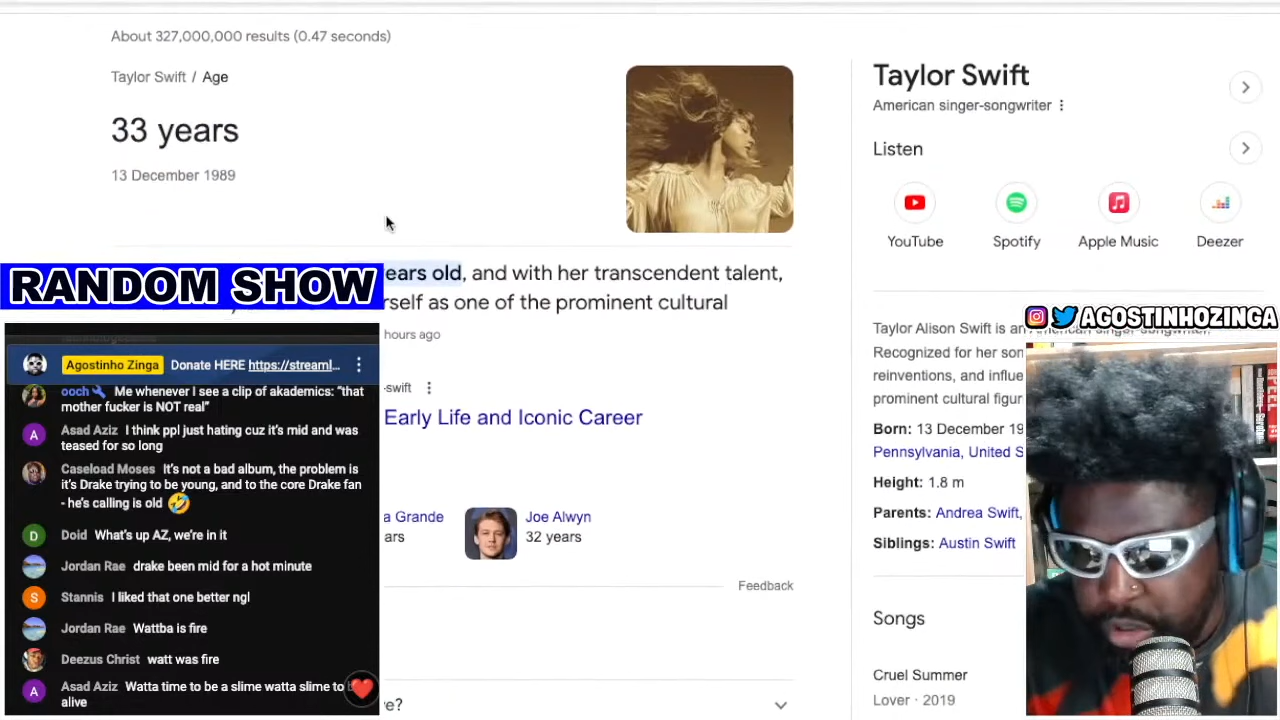 About 327,000,000 results (0.47 seconds)
Taylor Swift / Age
33 years
13 December 1989
ears old, and with her transcendent talent,
rself as one of the prominent cultural
hours ago
-swift
Early Life and Iconic Career
a Grande
ars
Joe Alwyn
32 years
Feedback
e?
RANDOM SHOW
Agostinho Zinga Donate HERE https://streaml...
ooch Me whenever I see a clip of akademics: “that
mother fucker is NOT real”
Asad Aziz I think ppl just hating cuz it’s mid and was
teased for so long
Caseload Moses It’s not a bad album, the problem is
it’s Drake trying to be young, and to the core Drake fan
- he’s calling is old
Doid What’s up AZ, we’re in it
Jordan Rae drake been mid for a hot minute
Stannis I liked that one better ngl
Jordan Rae Wattba is fire
Deezus Christ watt was fire
Asad Aziz Watta time to be a slime watta slime to
alive
Taylor Swift
American singer-songwriter
Listen
YouTube
Spotify
Apple Music
Deezer
AGOSTINHOZINGA
Taylor Alison Swift is an American singer-songwriter.
Recognized for her son
reinventions, and influe
prominent cultural figur
Born: 13 December 19
Pennsylvania, United S
Height: 1.8 m
Parents: Andrea Swift,
Siblings: Austin Swift
Songs
Cruel Summer
Lover · 2019